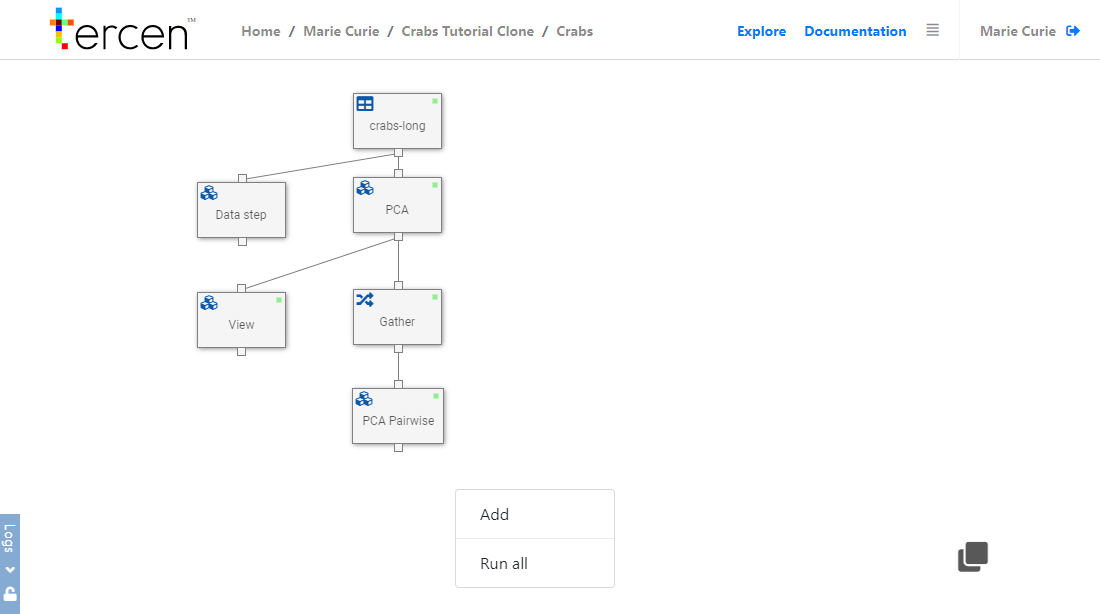 tercen™
Home / Marie Curie / Crabs Tutorial Clone / Crabs
Explore Documentation
Marie Curie
crabs-long
Data step
PCA
View
Gather
PCA Pairwise
Add
Run all
Logs